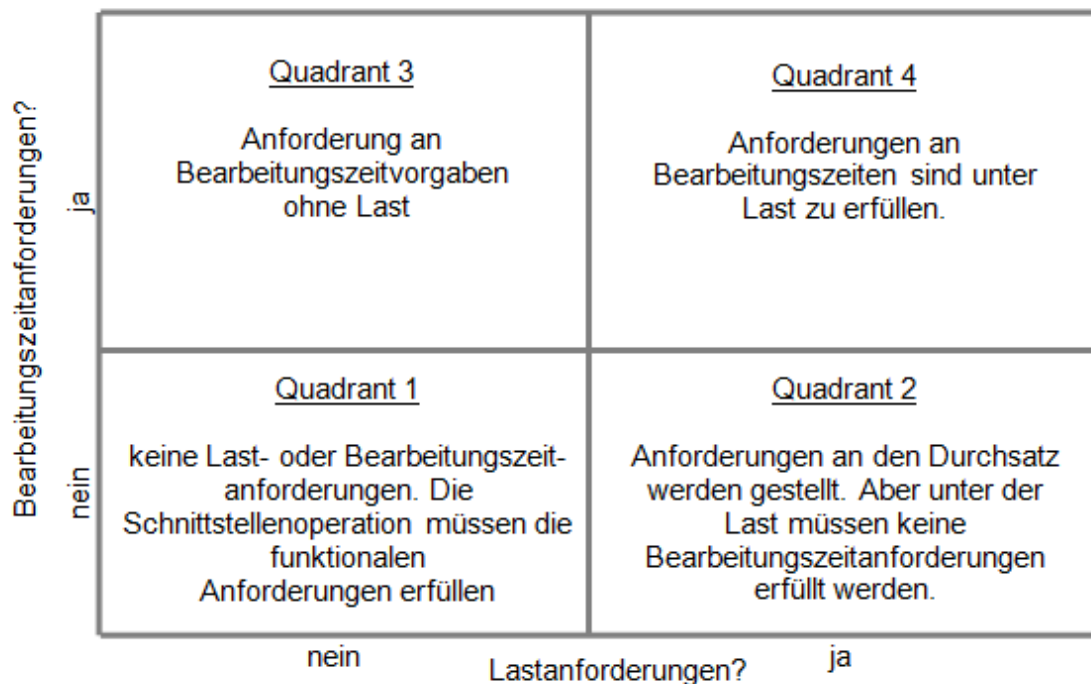 Bearbeitungszeitanforderungen?
ja
nein
Quadrant 3
Anforderung an
Bearbeitungszeitvorgaben
ohne Last
Quadrant 4
Anforderungen an
Bearbeitungszeiten sind unter
Last zu erfüllen.
Quadrant 1
keine Last- oder Bearbeitungszeit-
anforderungen. Die
Schnittstellenoperation müssen die
funktionalen
Anforderungen erfüllen
Quadrant 2
Anforderungen an den Durchsatz
werden gestellt. Aber unter der
Last müssen keine
Bearbeitungszeitanforderungen
erfüllt werden.
nein
Lastanforderungen?
ja